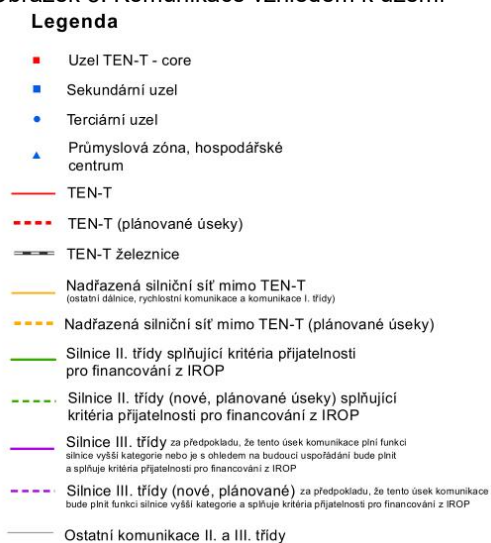 Obrázek 3: Komunikace vzhledem k území
Legenda
Uzel TEN-T - core
Sekundární uzel
Terciární uzel
Průmyslová zóna, hospodářské
centrum
TEN-T
TEN-T (plánované úseky)
TEN-T železnice
Nadřazená silniční síť mimo TEN-T
(ostatní dálnice, rychlostní komunikace a komunikace I. třídy)
Nadřazená silniční síť mimo TEN-T (plánované úseky)
Silnice II. třídy splňující kritéria přijatelnosti
pro financování z IROP
Silnice II. třídy (nové, plánované úseky) splňující
kritéria přijatelnosti pro financování z IROP
Silnice III. třídy za předpokladu, že tento úsek komunikace plní funkci
silnice vyšší kategorie nebo je s ohledem na budoucí uspořádání bude plnit
a splňuje kritéria přijatelnosti pro financování z IROP
Silnice III. třídy (nové, plánované) za předpokladu, že tento úsek komunikace
bude plnit funkci silnice vyšší kategorie a splňuje kritéria přijatelnosti pro financování z IROP
Ostatní komunikace II. a III. třídy